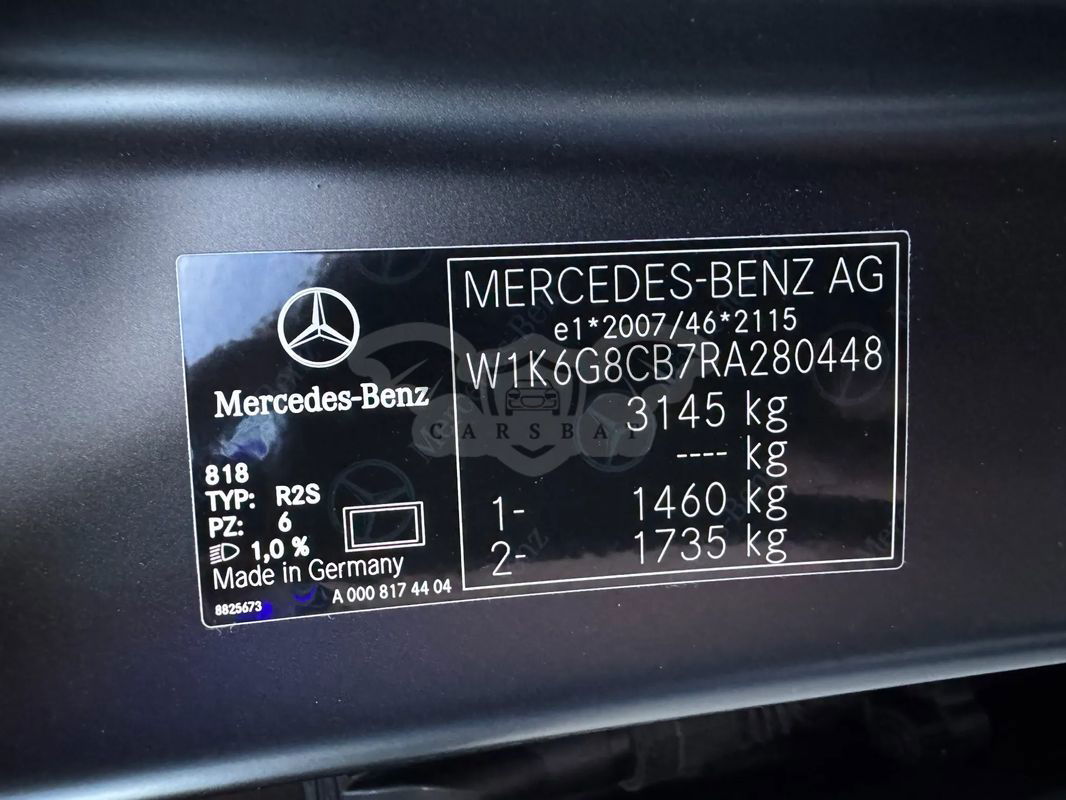 Mercedes-Benz
818
TYP: R2S
PZ: 6
1,0 %
Made in Germany
8825673
A 000 817 44 04
MERCEDES-BENZ AG
e1*2007/46*2115
W1K6G8CB7RA280448
3145 kg
---- kg
1- 1460 kg
2- 1735 kg
CARSBAT